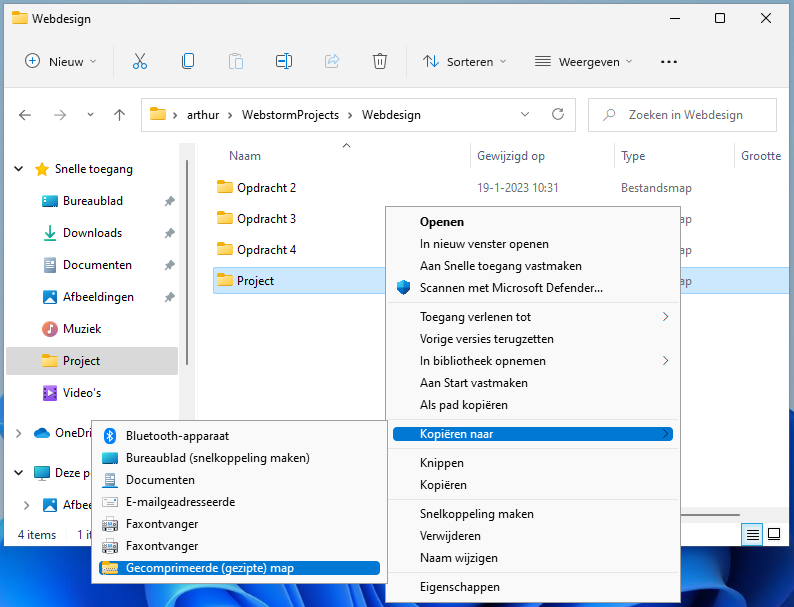 Webdesign
Nieuw
Sorteren
Weergeven
arthur > WebstormProjects > Webdesign
Zoeken in Webdesign
Naam
Gewijzigd op
Type
Grootte
Snelle toegang
Bureaublad
Downloads
Documenten
Afbeeldingen
Muziek
Project
Video's
OneDri
Deze p
Afbee
4 items
1 it
Opdracht 2
19-1-2023 10:31
Bestandsmap
Opdracht 3
ap
Opdracht 4
ap
Project
ap
Openen
In nieuw venster openen
Aan Snelle toegang vastmaken
Scannen met Microsoft Defender...
Toegang verlenen tot
Vorige versies terugzetten
In bibliotheek opnemen
Aan Start vastmaken
Als pad kopiëren
Kopiëren naar
Knippen
Kopiëren
Snelkoppeling maken
Verwijderen
Naam wijzigen
Eigenschappen
Bluetooth-apparaat
Bureaublad (snelkoppeling maken)
Documenten
E-mailgeadresseerde
Faxontvanger
Faxontvanger
Gecomprimeerde (gezipte) map